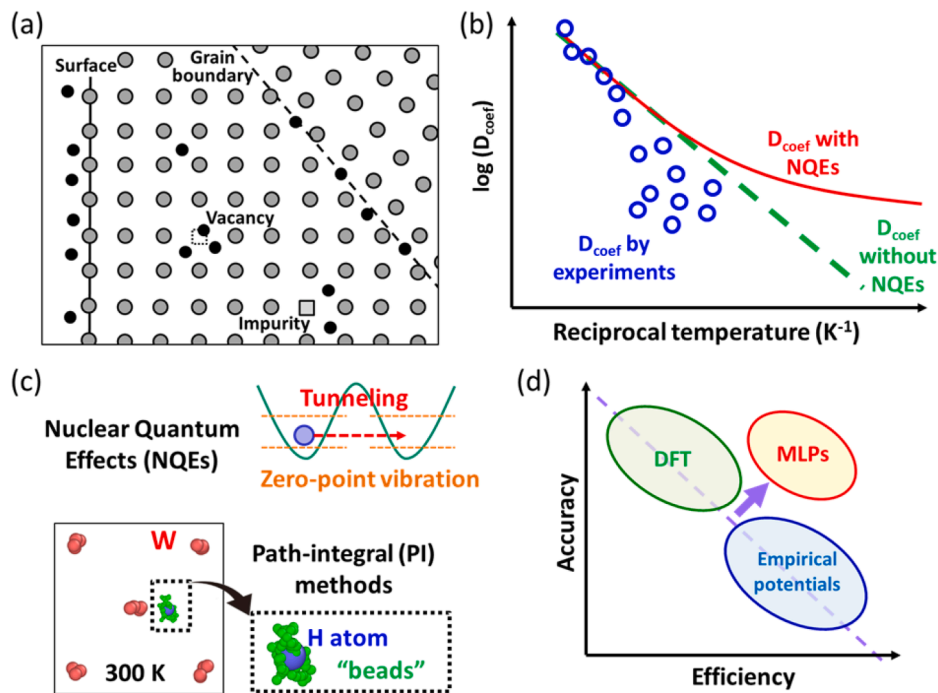 (a)
Surface
Grain
boundary
Vacancy
Impurity
(b)
log (D_coef)
D_coef with
NQEs
D_coef
without
NQEs
D_coef by
experiments
Reciprocal temperature (K⁻¹)
(c)
Nuclear Quantum
Effects (NQEs)
Tunneling
Zero-point vibration
W
300 K
Path-integral (PI)
methods
H atom
“beads”
(d)
Accuracy
DFT
MLPs
Empirical
potentials
Efficiency